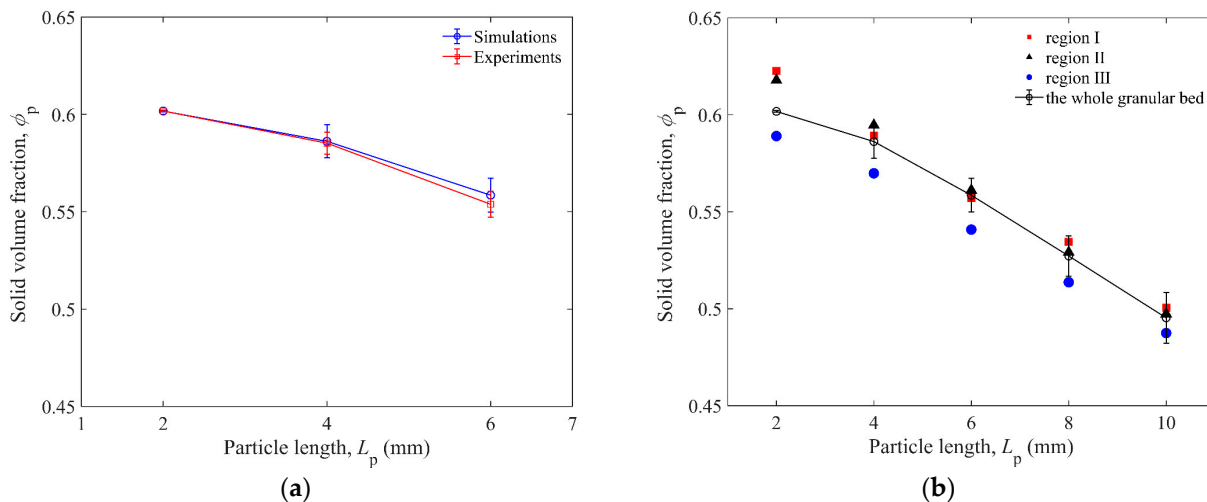 0.65
0.6
0.55
0.5
0.45
Solid volume fraction, ϕp
Simulations
Experiments
1 2 4 6 7
Particle length, Lp (mm)
(a)
0.65
0.6
0.55
0.5
0.45
Solid volume fraction, ϕp
region I
region II
region III
the whole granular bed
2 4 6 8 10
Particle length, Lp (mm)
(b)